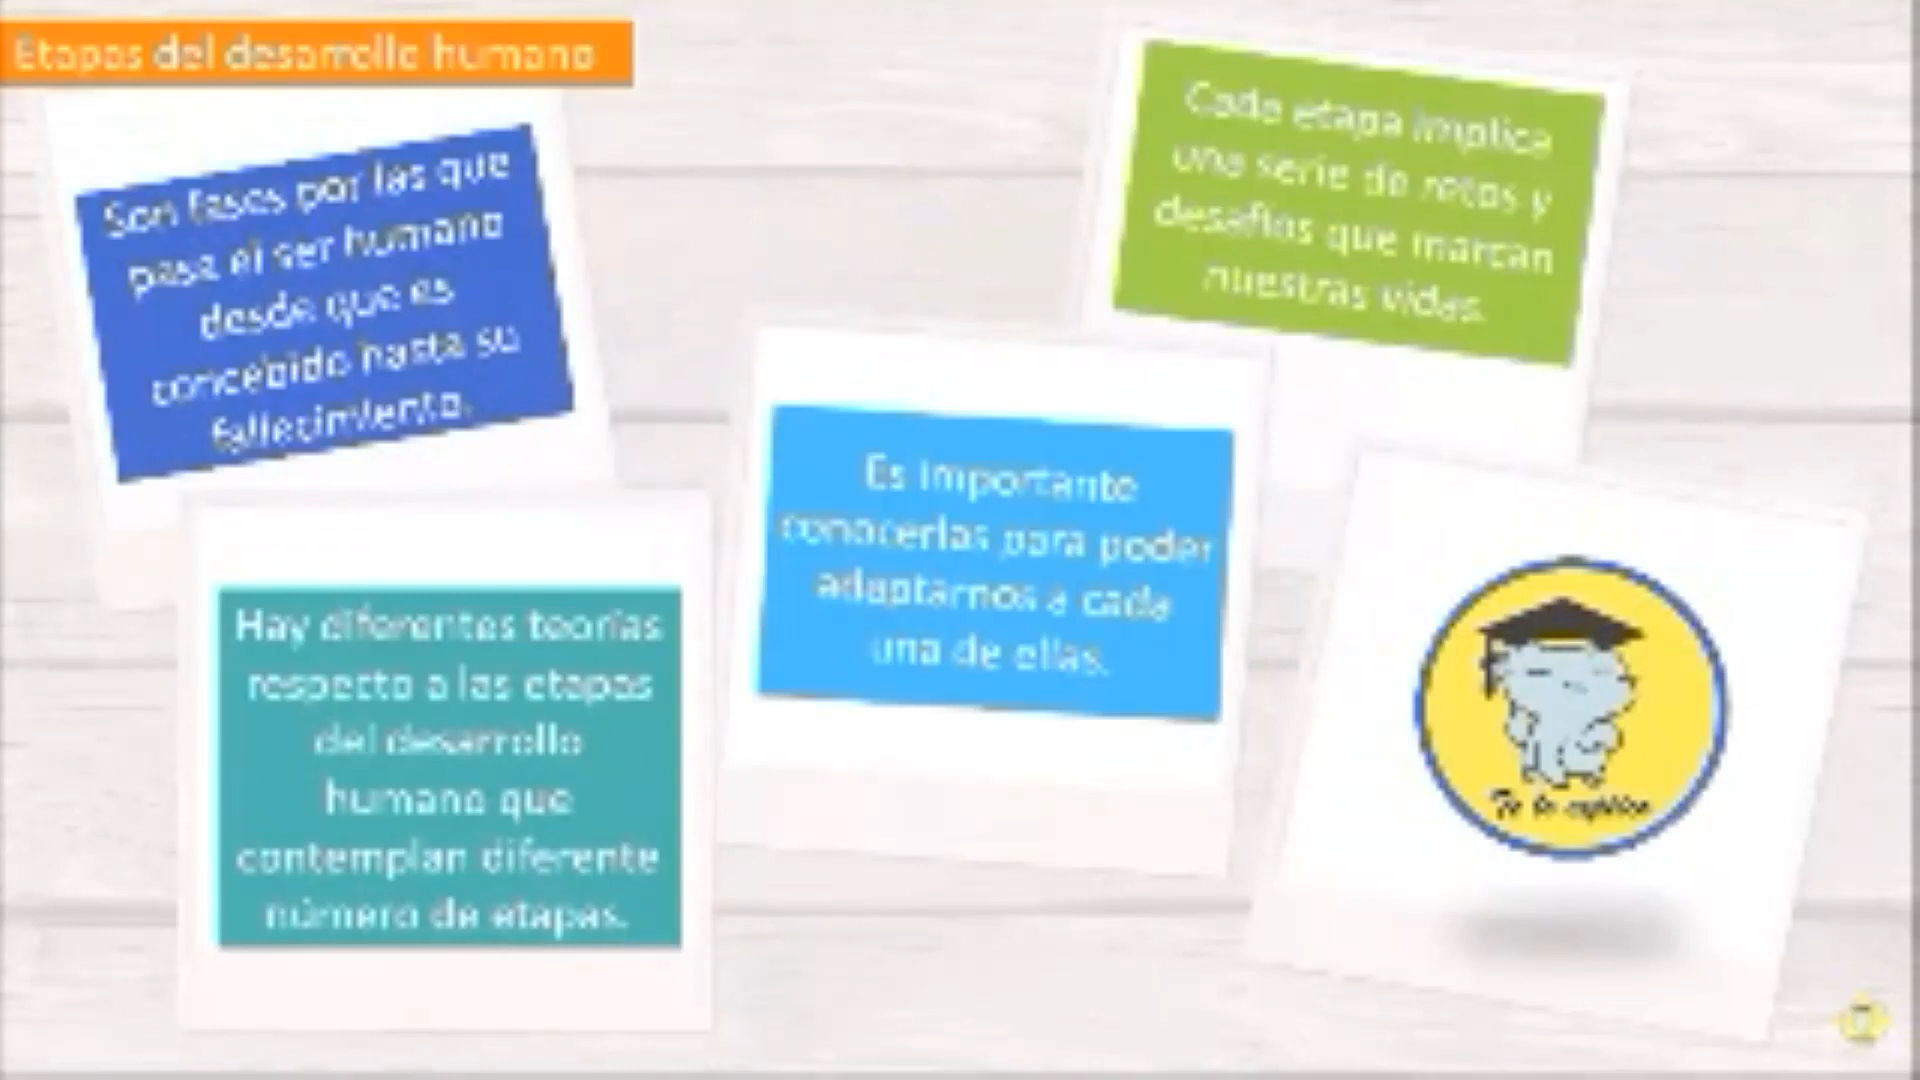 Etapas del desarrollo humano
Son fases por las que
pasa el ser humano
desde que es
concebido hasta su
fallecimiento.
Cada etapa implica
una serie de retos y
desafíos que marcan
nuestras vidas.
Es importante
conocerlas para poder
adaptarnos a cada
una de ellas.
Hay diferentes teorías
respecto a las etapas
del desarrollo
humano que
contemplan diferente
número de etapas.
Te lo explico